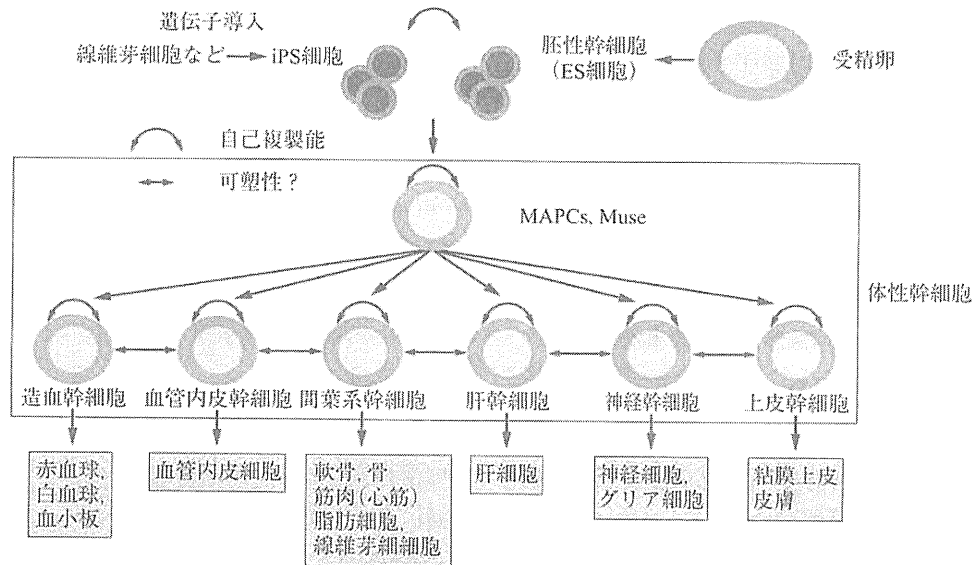 遺伝子導入
線維芽細胞など
iPS細胞
胚性幹細胞
(ES細胞)
受精卵
自己複製能
可塑性？
MAPCs, Muse
体性幹細胞
造血幹細胞
血管内皮幹細胞
間葉系幹細胞
肝幹細胞
神経幹細胞
上皮幹細胞
赤血球,
白血球,
血小板
血管内皮細胞
軟骨, 骨
筋肉(心筋)
脂肪細胞,
線維芽細細胞
肝細胞
神経細胞,
グリア細胞
粘膜上皮
皮膚